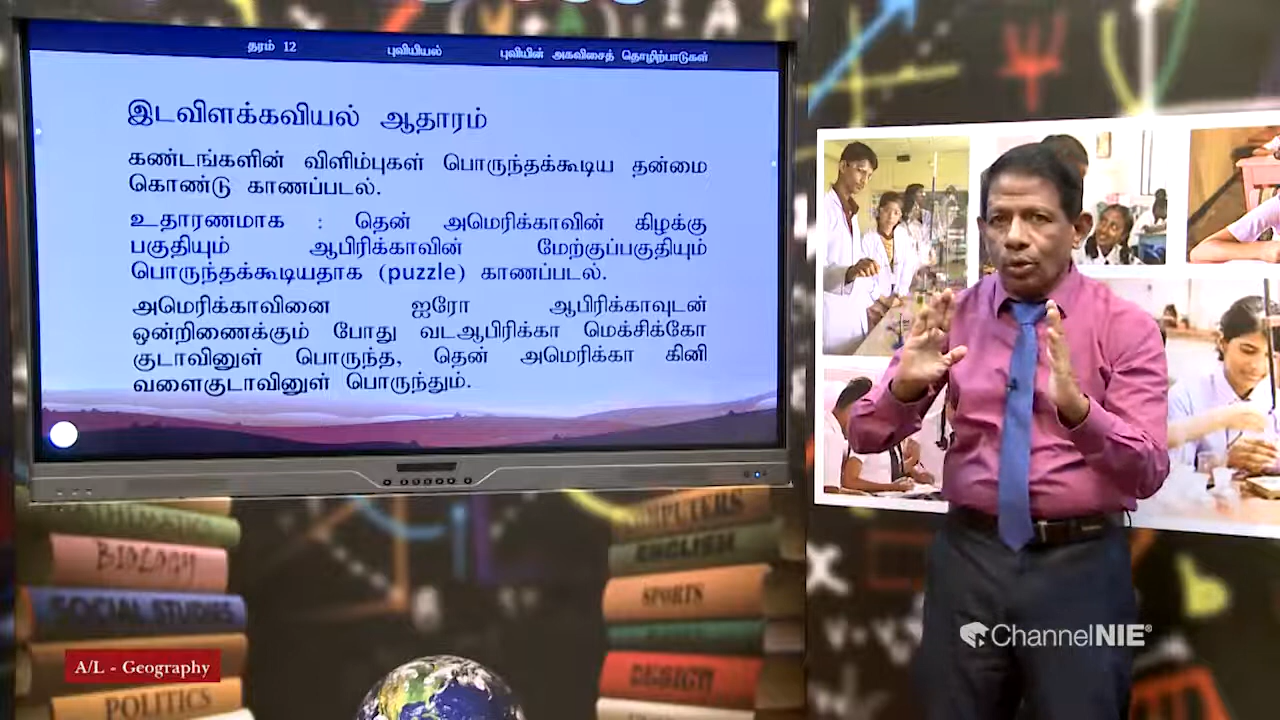 தரம் 12 புவியியல் புவியின் அகவிசைத் தொழிற்பாடுகள்
இடவிளக்கவியல் ஆதாரம்
கண்டங்களின் விளிம்புகள் பொருந்தக்கூடிய தன்மை
கொண்டு காணப்படல்.
உதாரணமாக : தென் அமெரிக்காவின் கிழக்கு
பகுதியும் ஆபிரிக்காவின் மேற்குப்பகுதியும்
பொருந்தக்கூடியதாக (puzzle) காணப்படல்.
அமெரிக்காவினை ஐரோ ஆபிரிக்காவுடன்
ஒன்றிணைக்கும் போது வடஆபிரிக்கா மெக்சிக்கோ
குடாவினுள் பொருந்த, தென் அமெரிக்கா கினி
வளைகுடாவினுள் பொருந்தும்.
MATHEMATICS
BIOLOGY
SOCIAL STUDIES
POLITICS
COMPUTERS
ENGLISH
SPORTS
DESIGN
A/L - Geography
ChannelNIE®